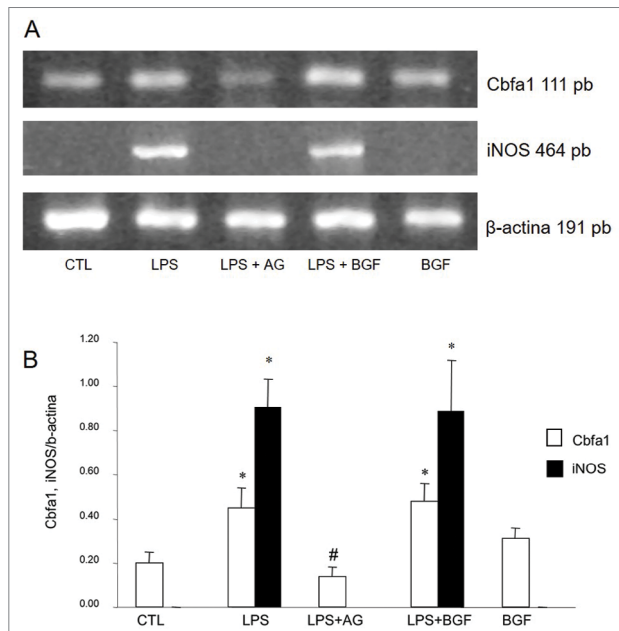 A
Cbfa1 111 pb
iNOS 464 pb
β-actina 191 pb
CTL LPS LPS + AG LPS + BGF BGF
B
Cbfa1, iNOS/b-actina
1.20
1.00
0.80
0.60
0.40
0.20
0.00
* * # * *
Cbfa1
iNOS
CTL LPS LPS+AG LPS+BGF BGF